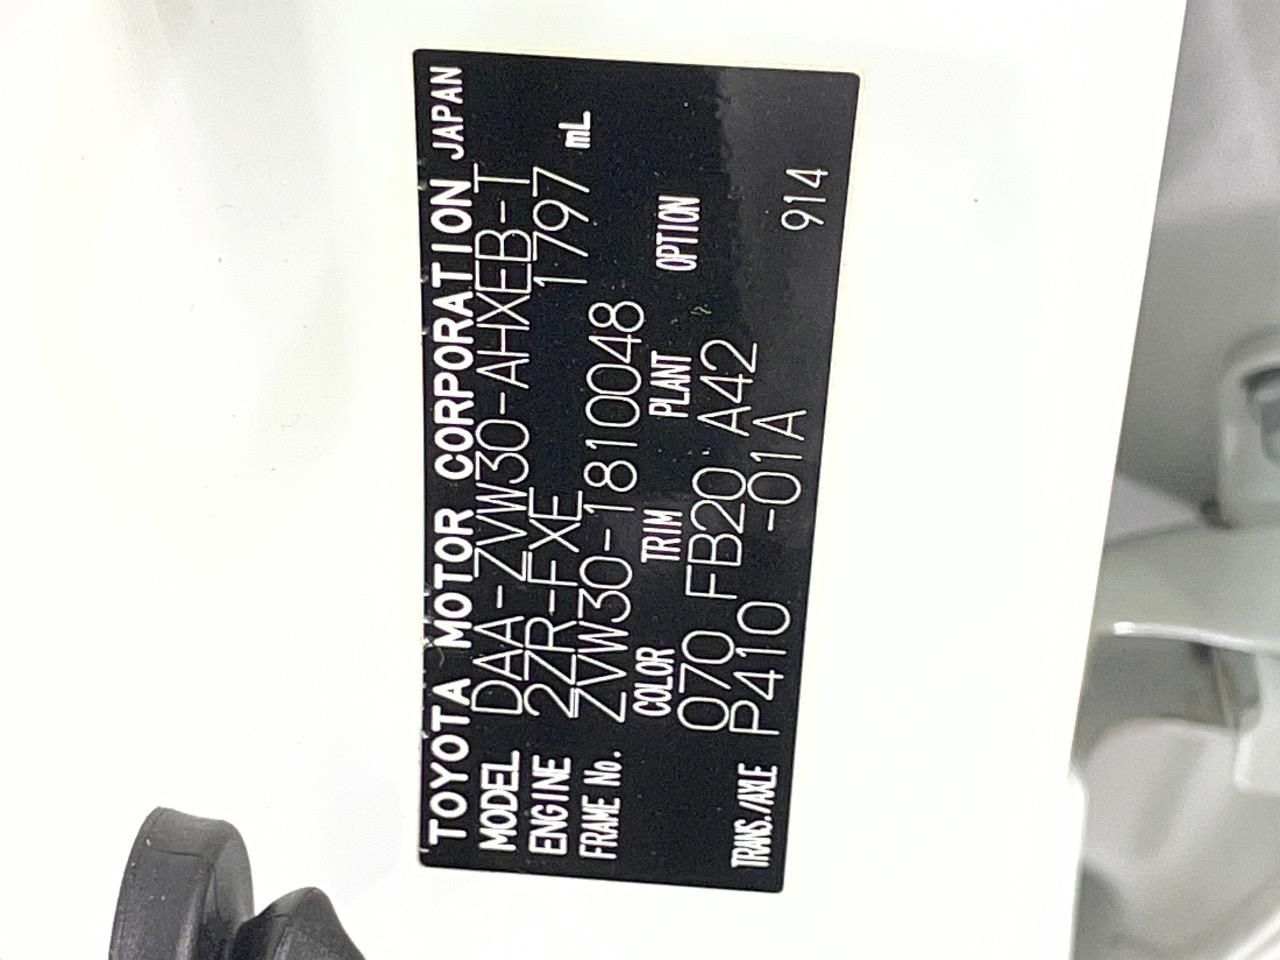 TOYOTA MOTOR CORPORATION JAPAN
MODEL DAA-ZVW30-AHXEB-T
ENGINE 2ZR-FXE 1797 mL
FRAME No. ZVW30-1810048
COLOR TRIM PLANT OPTION
070 FB20 A42
TRANS./AXLE P410 -01A 914